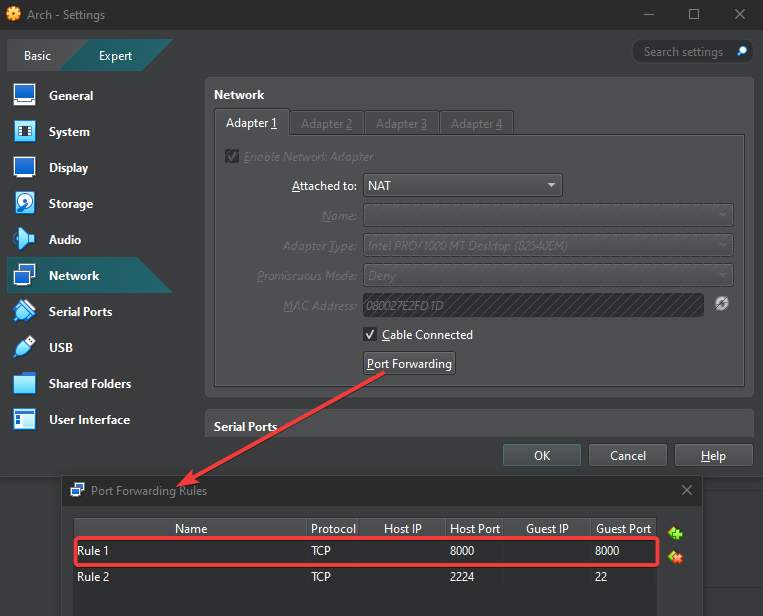 Arch - Settings
Basic Expert
Search settings
General
System
Display
Storage
Audio
Network
Serial Ports
USB
Shared Folders
User Interface
Network
Adapter 1 Adapter 2 Adapter 3 Adapter 4
Enable Network Adapter
Attached to: NAT
Name:
Adapter Type: Intel PRO/1000 MT Desktop (82540EM)
Promiscuous Mode: Deny
MAC Address: 080027E2FD1D
Cable Connected
Port Forwarding
Serial Ports
OK Cancel Help
Port Forwarding Rules
Name Protocol Host IP Host Port Guest IP Guest Port
Rule 1 TCP 8000 8000
Rule 2 TCP 2224 22